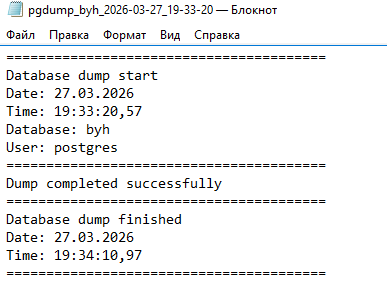 pgdump_byh_2026-03-27_19-33-20 — Блокнот
Файл Правка Формат Вид Справка
========================================
Database dump start
Date: 27.03.2026
Time: 19:33:20,57
Database: byh
User: postgres
========================================
Dump completed successfully
========================================
Database dump finished
Date: 27.03.2026
Time: 19:34:10,97
========================================